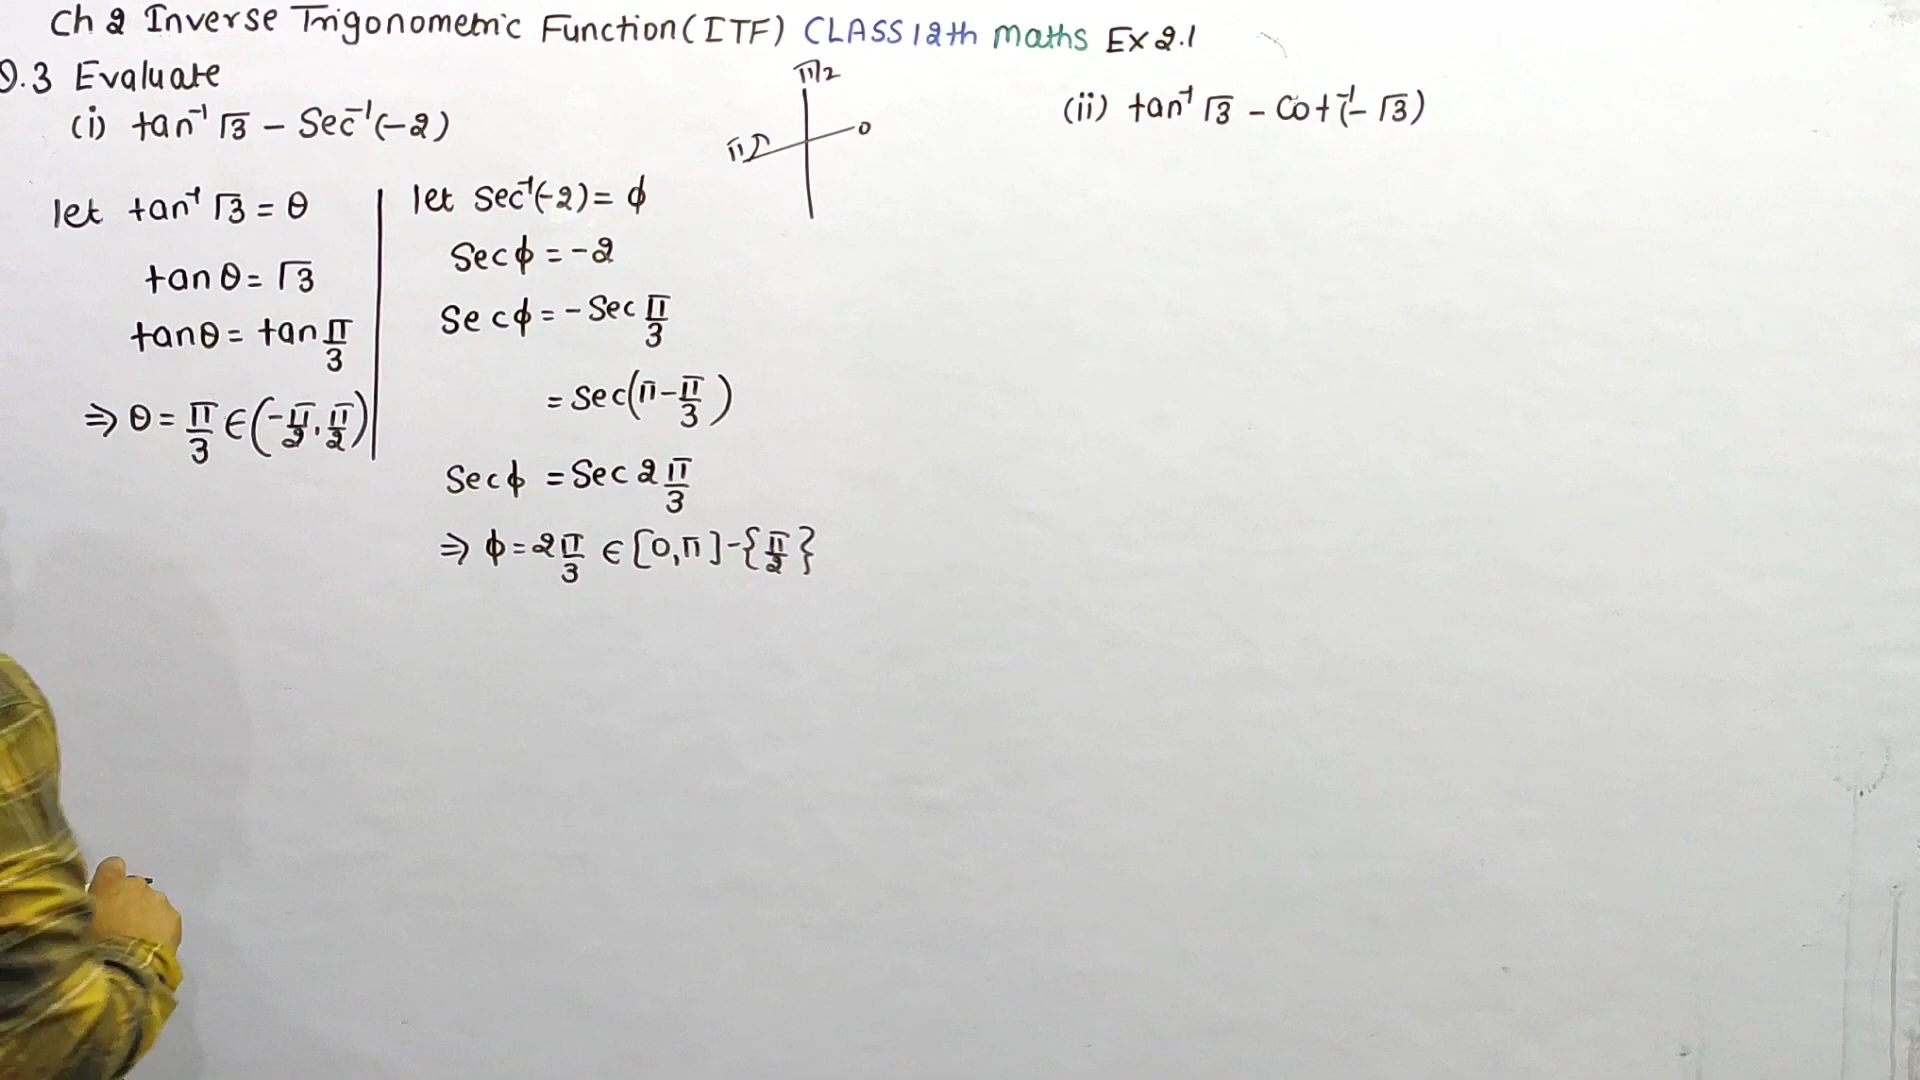 Ch 2 Inverse Trigonometric Function (ITF) CLASS 12th maths Ex 2.1
Q.3 Evaluate
(i) tan⁻¹ √3 - Sec⁻¹(-2)
let tan⁻¹ √3 = θ
tan θ = √3
tanθ = tan π/3
⇒ θ = π/3 ∈ (-π/2, π/2)
let sec⁻¹(-2) = ϕ
Sec ϕ = -2
Sec ϕ = - Sec π/3
= Sec(π - π/3)
Sec ϕ = Sec 2π/3
⇒ ϕ = 2π/3 ∈ [0, π] - {π/2}
π/2
0
π
(ii) tan⁻¹ √3 - Cot⁻¹(-√3)